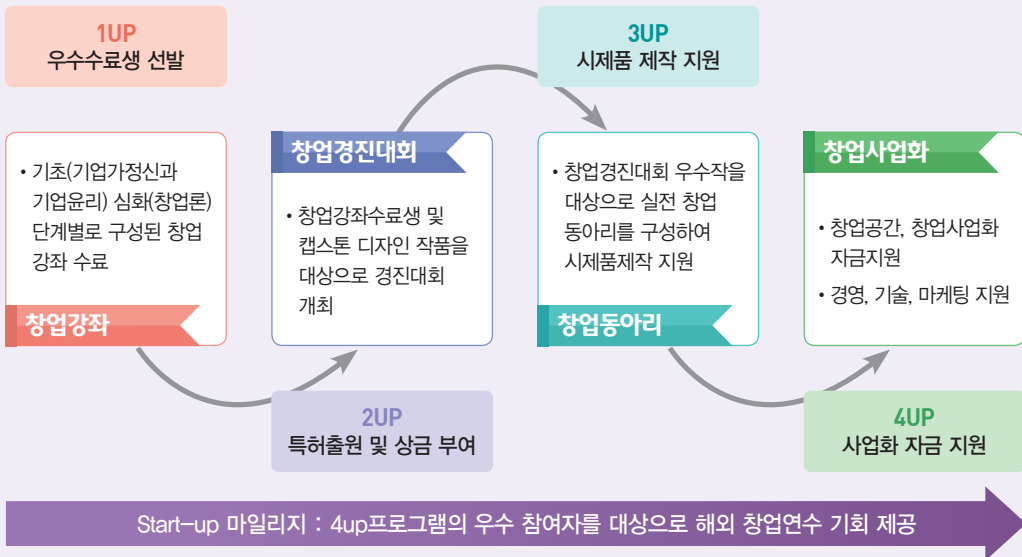 1UP
우수수료생 선발
• 기초(기업가정신과
기업윤리) 심화(창업론)
단계별로 구성된 창업
강좌 수료
창업강좌
창업경진대회
• 창업강좌수료생 및
캡스톤 디자인 작품을
대상으로 경진대회
개최
2UP
특허출원 및 상금 부여
3UP
시제품 제작 지원
• 창업경진대회 우수작을
대상으로 실전 창업
동아리를 구성하여
시제품제작 지원
창업동아리
창업사업화
• 창업공간, 창업사업화
자금지원
• 경영, 기술, 마케팅 지원
4UP
사업화 자금 지원
Start-up 마일리지 : 4up프로그램의 우수 참여자를 대상으로 해외 창업연수 기회 제공